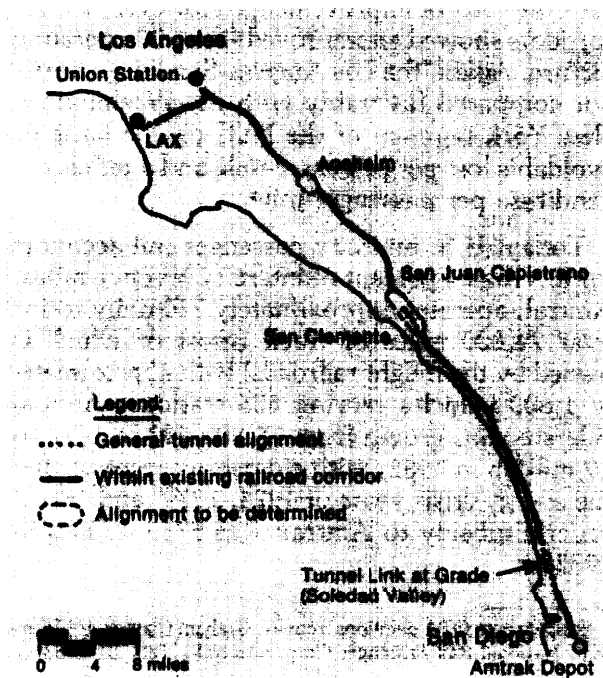 Los Angeles
Union Station
LAX
Anaheim
San Juan Capistrano
San Clemente
Legend
General tunnel alignment
Within existing railroad corridor
Alignment to be determined
Tunnel Link at Grade
(Soledad Valley)
San Diego
0 4 8 miles
Amtrak Depot